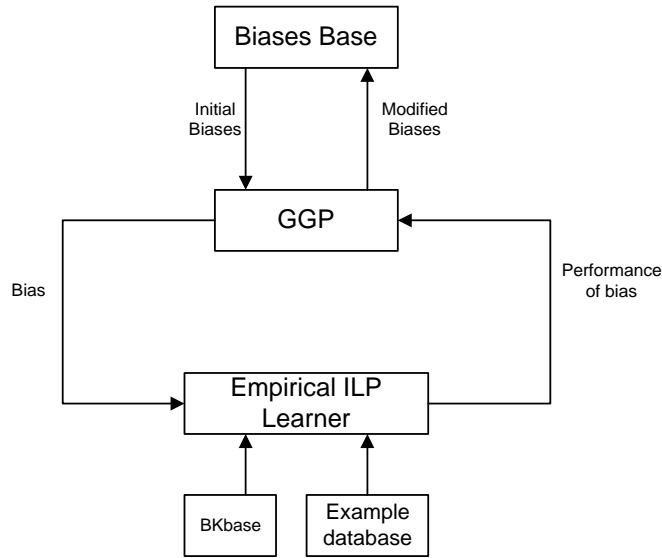 Biases Base
Initial
Biases
Modified
Biases
GGP
Bias
Performance
of bias
Empirical ILP
Learner
BKbase
Example
database